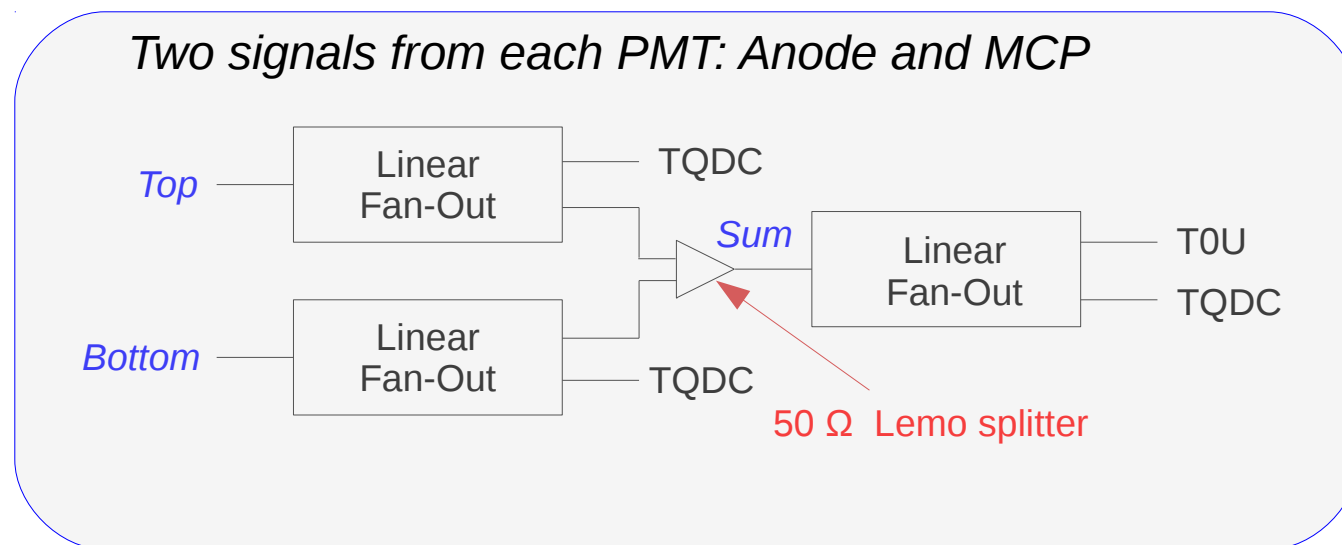 Two signals from each PMT: Anode and MCP
Top
Linear
Fan-Out
TQDC
Sum
Linear
Fan-Out
T0U
TQDC
Bottom
Linear
Fan-Out
TQDC
50 Ω Lemo splitter